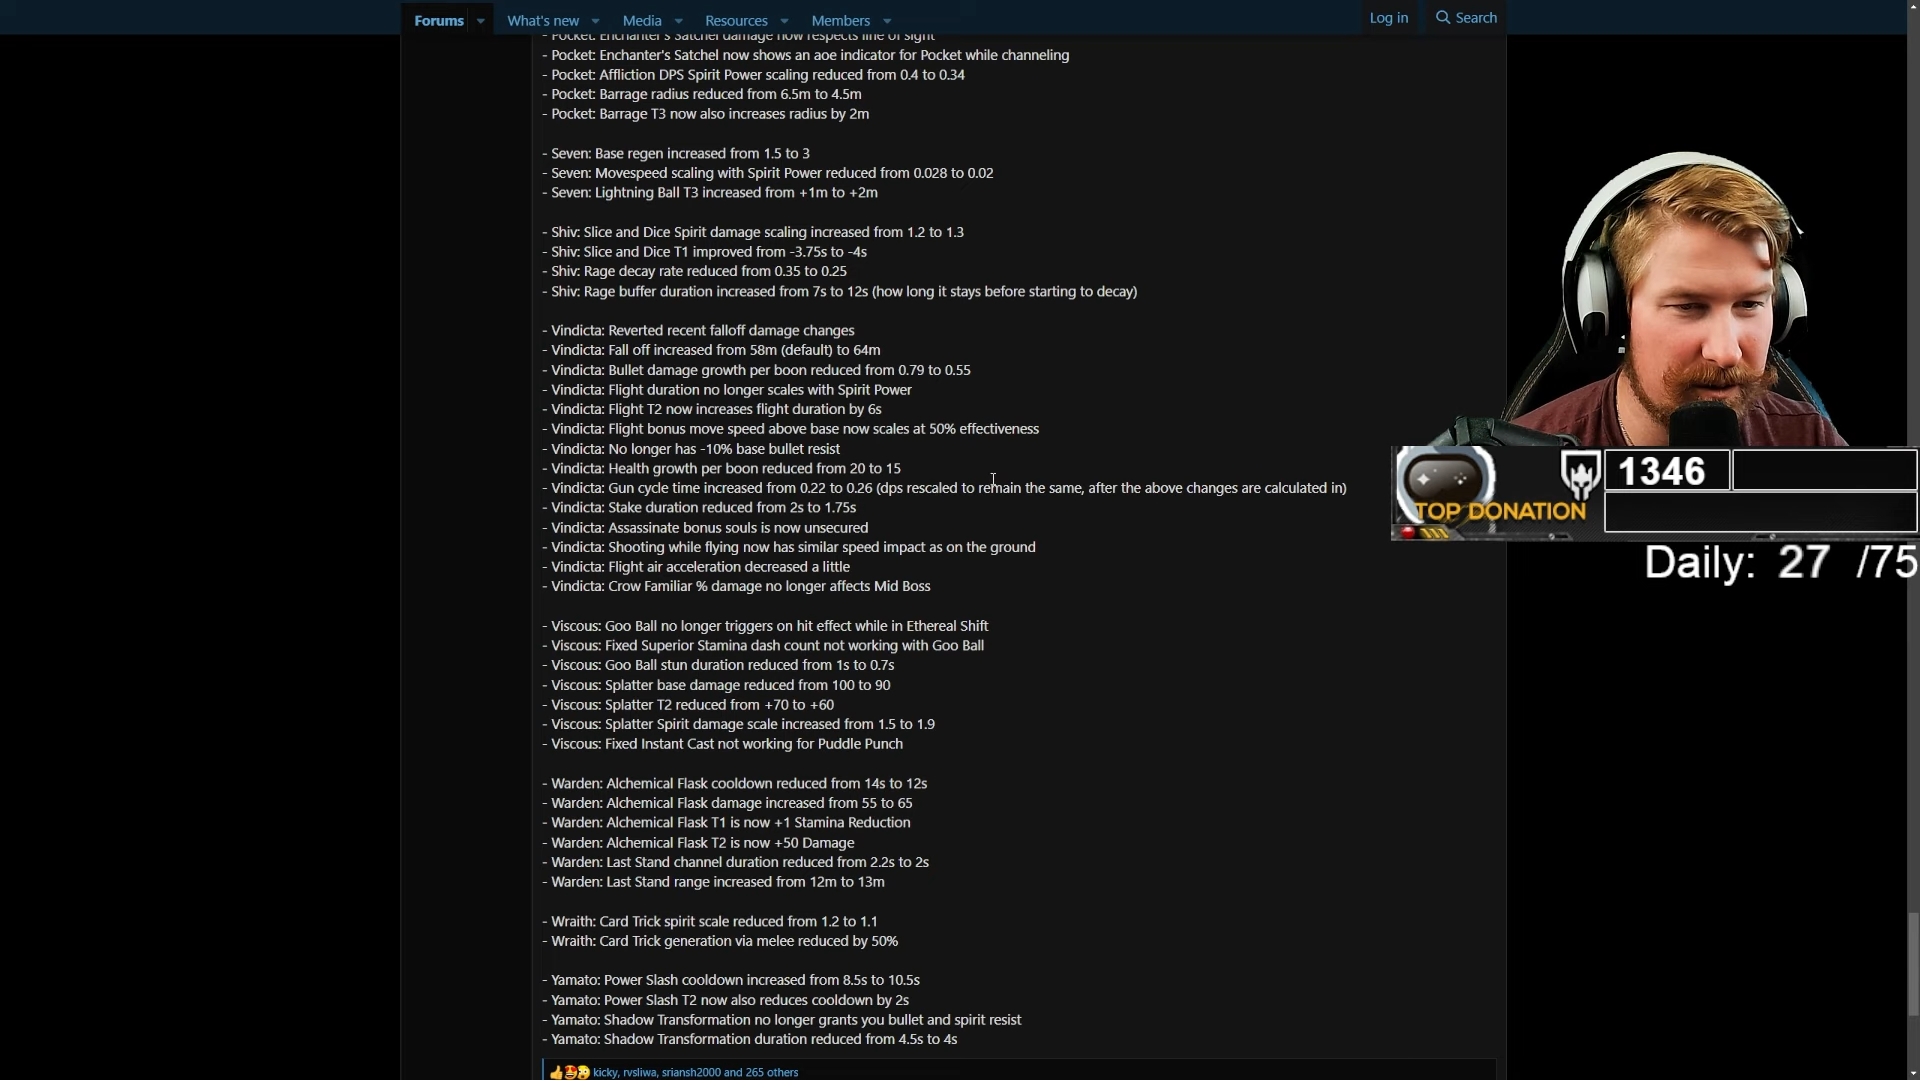 Forums
What's new
Media
Resources
Members
Log in
Search
- Pocket: Enchanter's Satchel damage now respects line of sight
- Pocket: Enchanter's Satchel now shows an aoe indicator for Pocket while channeling
- Pocket: Affliction DPS Spirit Power scaling reduced from 0.4 to 0.34
- Pocket: Barrage radius reduced from 6.5m to 4.5m
- Pocket: Barrage T3 now also increases radius by 2m
- Seven: Base regen increased from 1.5 to 3
- Seven: Movespeed scaling with Spirit Power reduced from 0.028 to 0.02
- Seven: Lightning Ball T3 increased from +1m to +2m
- Shiv: Slice and Dice Spirit damage scaling increased from 1.2 to 1.3
- Shiv: Slice and Dice T1 improved from -3.75s to -4s
- Shiv: Rage decay rate reduced from 0.35 to 0.25
- Shiv: Rage buffer duration increased from 7s to 12s (how long it stays before starting to decay)
- Vindicta: Reverted recent falloff damage changes
- Vindicta: Fall off increased from 58m (default) to 64m
- Vindicta: Bullet damage growth per boon reduced from 0.79 to 0.55
- Vindicta: Flight duration no longer scales with Spirit Power
- Vindicta: Flight T2 now increases flight duration by 6s
- Vindicta: Flight bonus move speed above base now scales at 50% effectiveness
- Vindicta: No longer has -10% base bullet resist
- Vindicta: Health growth per boon reduced from 20 to 15
- Vindicta: Gun cycle time increased from 0.22 to 0.26 (dps rescaled to remain the same, after the above changes are calculated in)
- Vindicta: Stake duration reduced from 2s to 1.75s
- Vindicta: Assassinate bonus souls is now unsecured
- Vindicta: Shooting while flying now has similar speed impact as on the ground
- Vindicta: Flight air acceleration decreased a little
- Vindicta: Crow Familiar % damage no longer affects Mid Boss
- Viscous: Goo Ball no longer triggers on hit effect while in Ethereal Shift
- Viscous: Fixed Superior Stamina dash count not working with Goo Ball
- Viscous: Goo Ball stun duration reduced from 1s to 0.7s
- Viscous: Splatter base damage reduced from 100 to 90
- Viscous: Splatter T2 reduced from +70 to +60
- Viscous: Splatter Spirit damage scale increased from 1.5 to 1.9
- Viscous: Fixed Instant Cast not working for Puddle Punch
- Warden: Alchemical Flask cooldown reduced from 14s to 12s
- Warden: Alchemical Flask damage increased from 55 to 65
- Warden: Alchemical Flask T1 is now +1 Stamina Reduction
- Warden: Alchemical Flask T2 is now +50 Damage
- Warden: Last Stand channel duration reduced from 2.2s to 2s
- Warden: Last Stand range increased from 12m to 13m
- Wraith: Card Trick spirit scale reduced from 1.2 to 1.1
- Wraith: Card Trick generation via melee reduced by 50%
- Yamato: Power Slash cooldown increased from 8.5s to 10.5s
- Yamato: Power Slash T2 now also reduces cooldown by 2s
- Yamato: Shadow Transformation no longer grants you bullet and spirit resist
- Yamato: Shadow Transformation duration reduced from 4.5s to 4s
kicky, rvsliwa, sriansh2000 and 265 others
1346
TOP DONATION
Daily: 27 /75